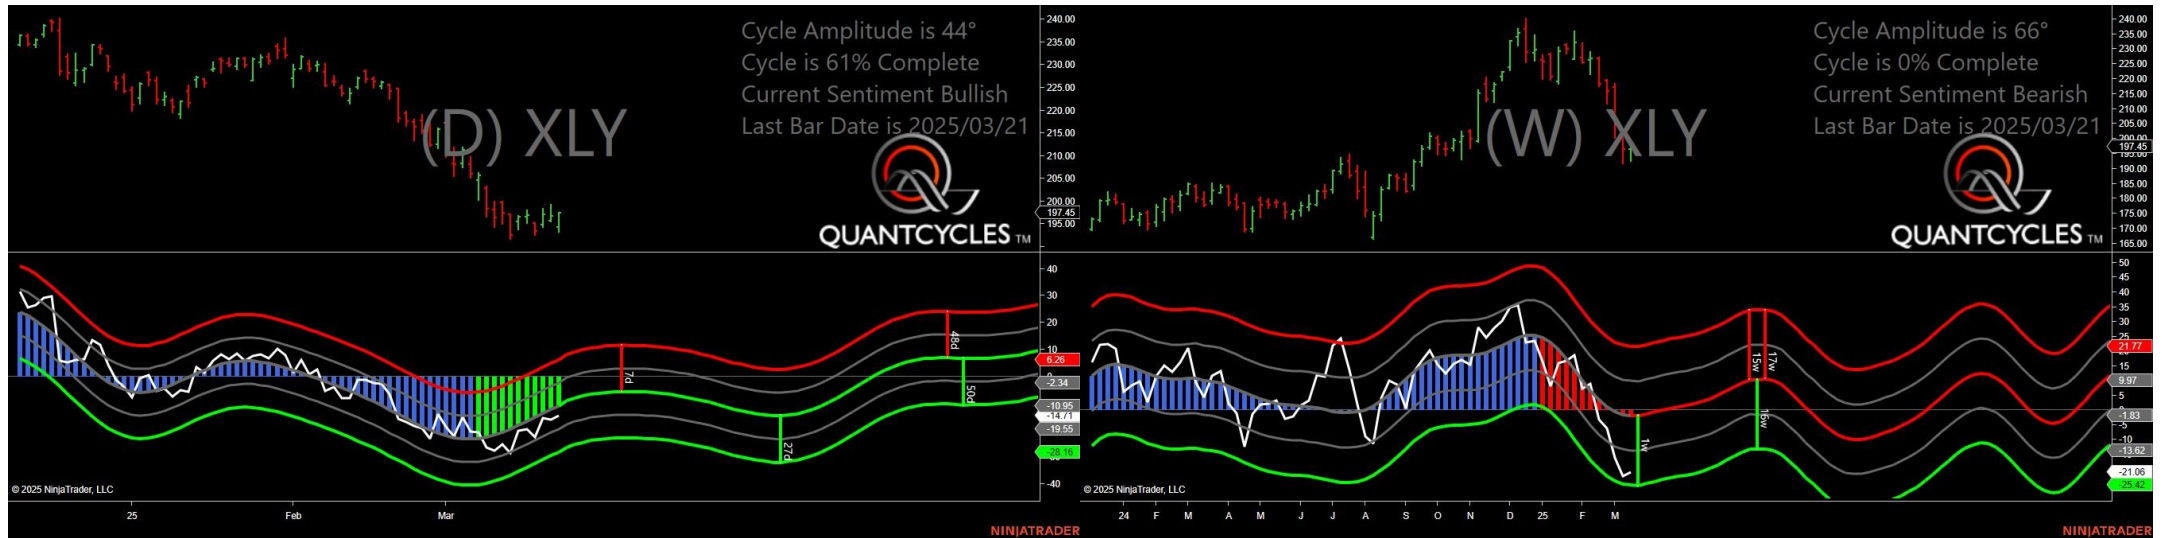 Cycle Amplitude is 44°
Cycle is 61% Complete
Current Sentiment Bullish
Last Bar Date is 2025/03/21
(D) XLY
QUANTCYCLES TM
240.00
235.00
230.00
225.00
220.00
215.00
210.00
205.00
200.00
197.45
195.00
40
30
20
10
6.26
-2.34
-10.95
-14.71
-19.55
-28.16
-40
7d
27d
48d
50d
© 2025 NinjaTrader, LLC
25 Feb Mar
NINJATRADER
Cycle Amplitude is 66°
Cycle is 0% Complete
Current Sentiment Bearish
Last Bar Date is 2025/03/21
(W) XLY
QUANTCYCLES TM
240.00
235.00
230.00
225.00
220.00
215.00
210.00
205.00
200.00
197.45
195.00
190.00
185.00
180.00
175.00
170.00
165.00
50
45
40
35
30
25
21.77
15
9.97
5
-1.83
-5
-10
-13.62
-21.06
-25.42
1w
15w
17w
16w
© 2025 NinjaTrader, LLC
24 F M A M J J A S O N D 25 F M
NINJATRADER